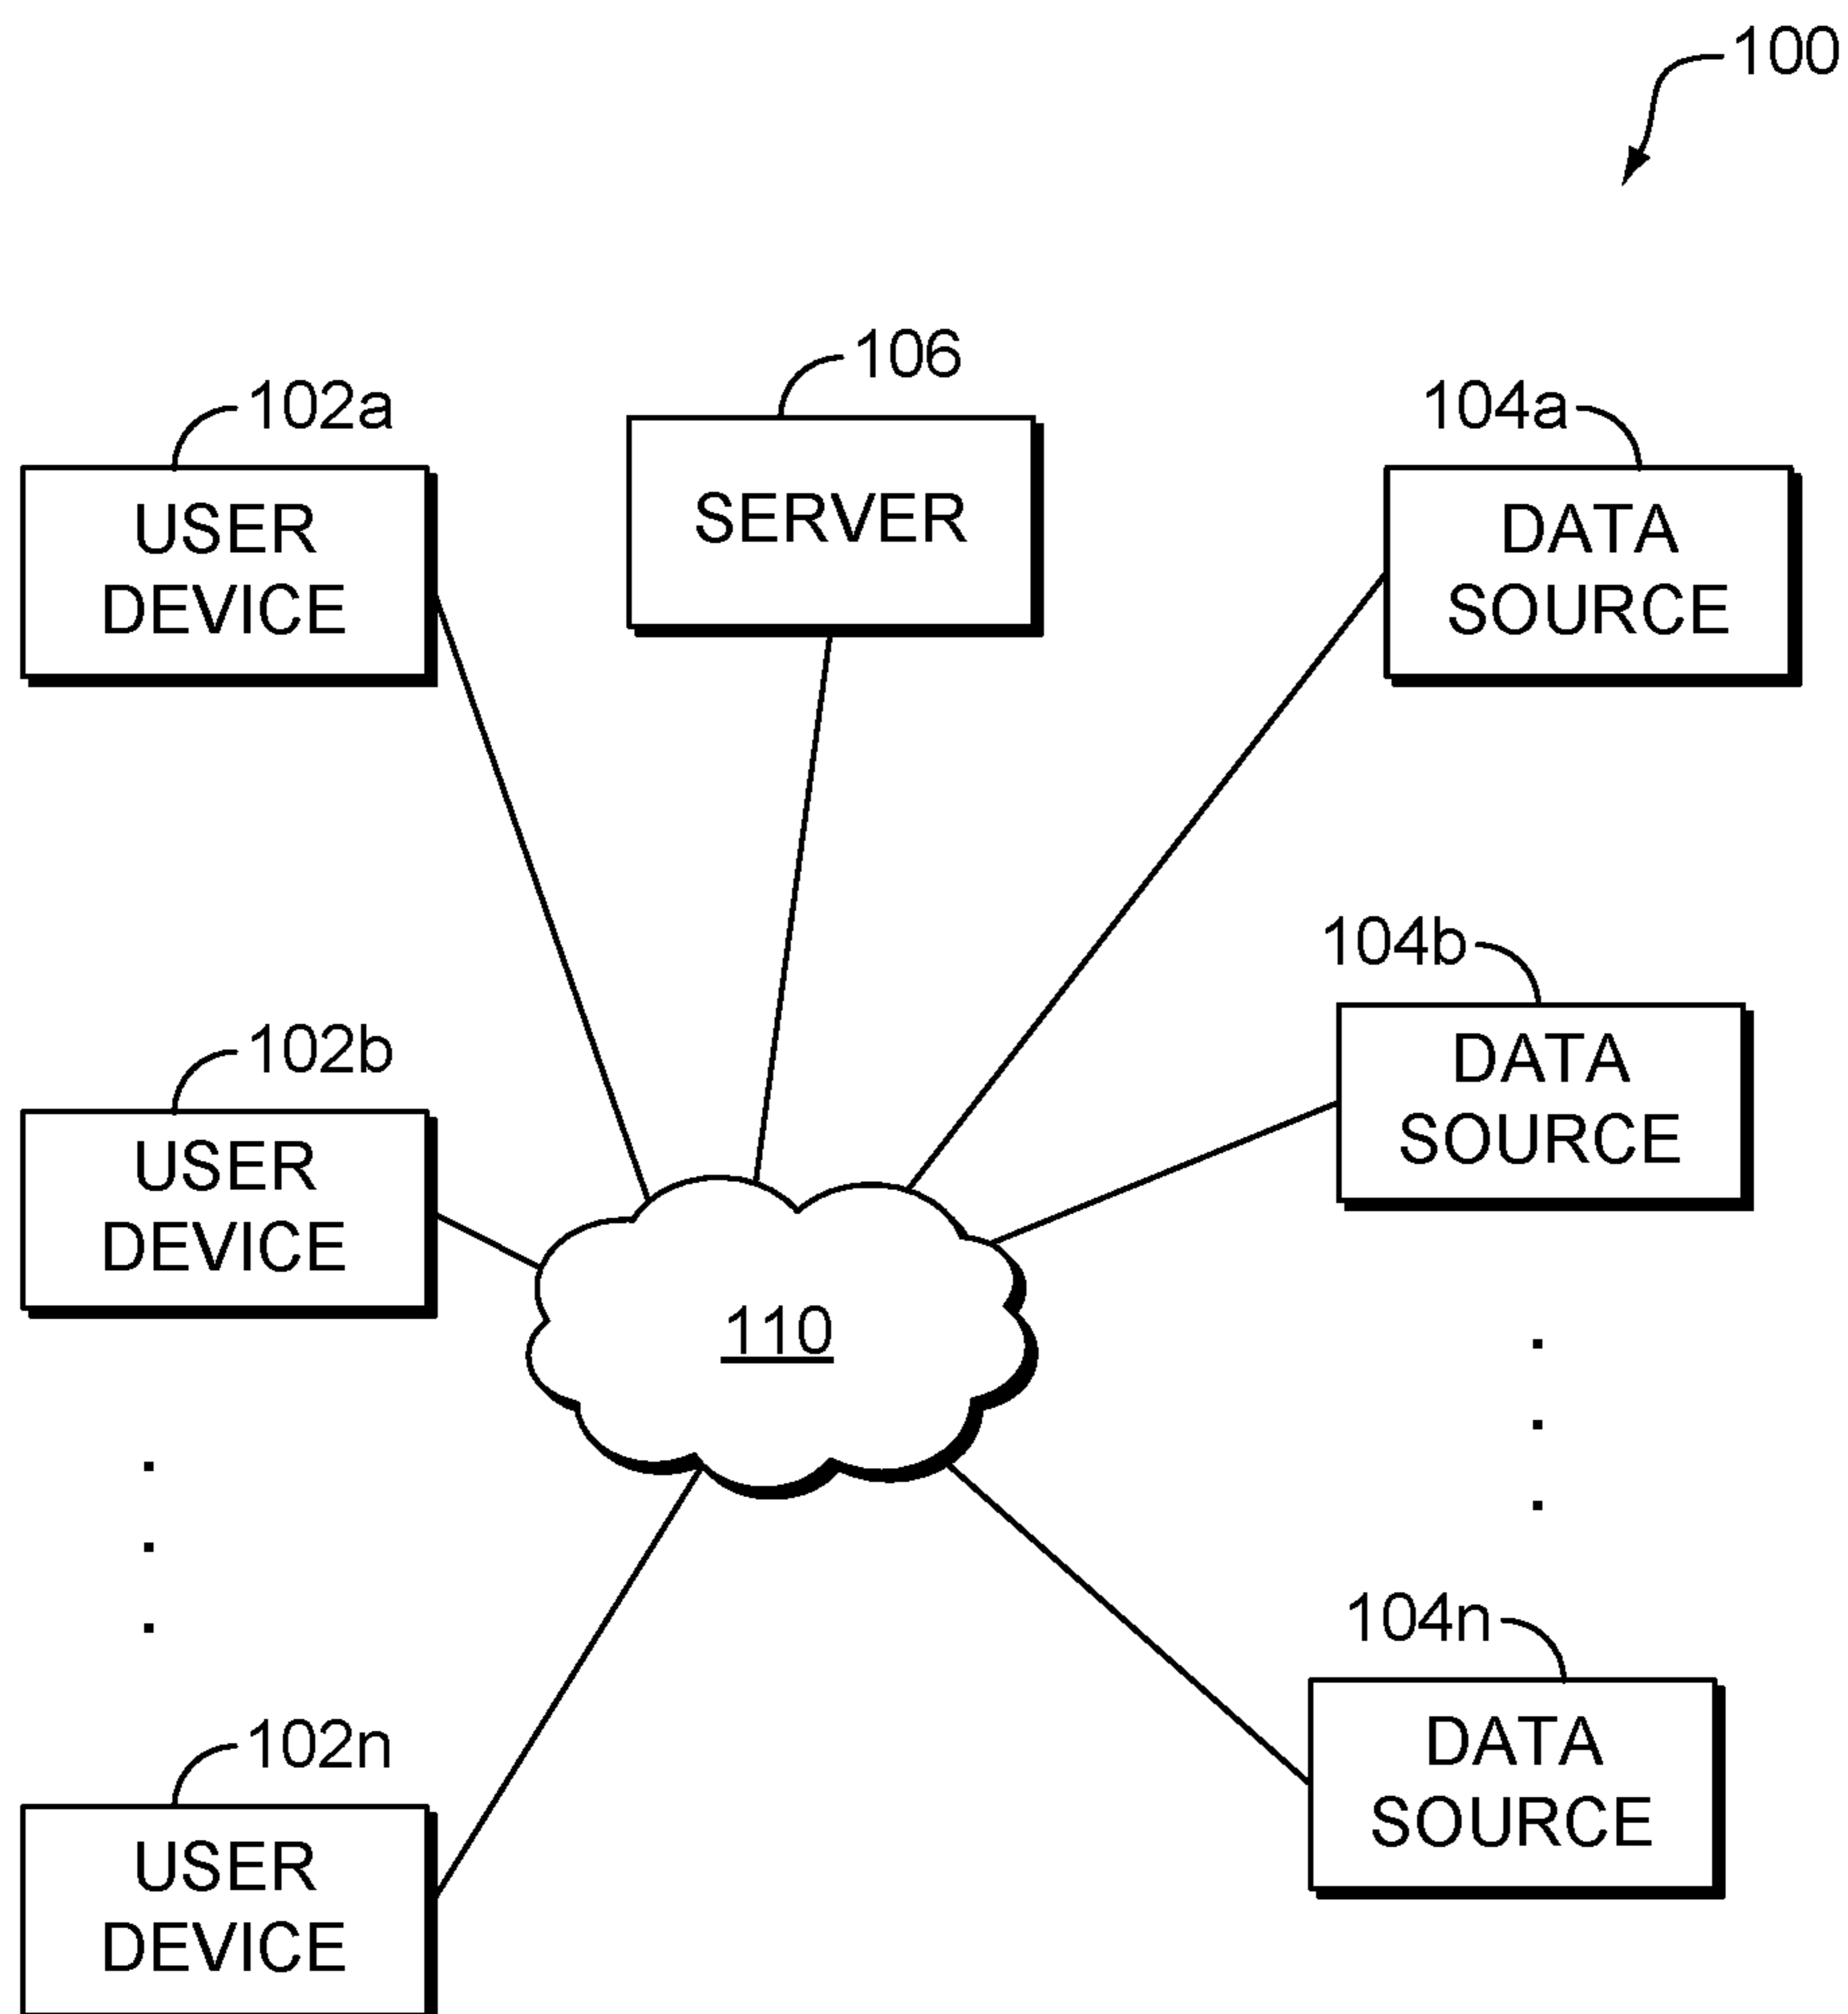 100
106
102a
104a
USER
DEVICE
SERVER
DATA
SOURCE
104b
102b
DATA
SOURCE
USER
DEVICE
110
104n
102n
DATA
SOURCE
USER
DEVICE